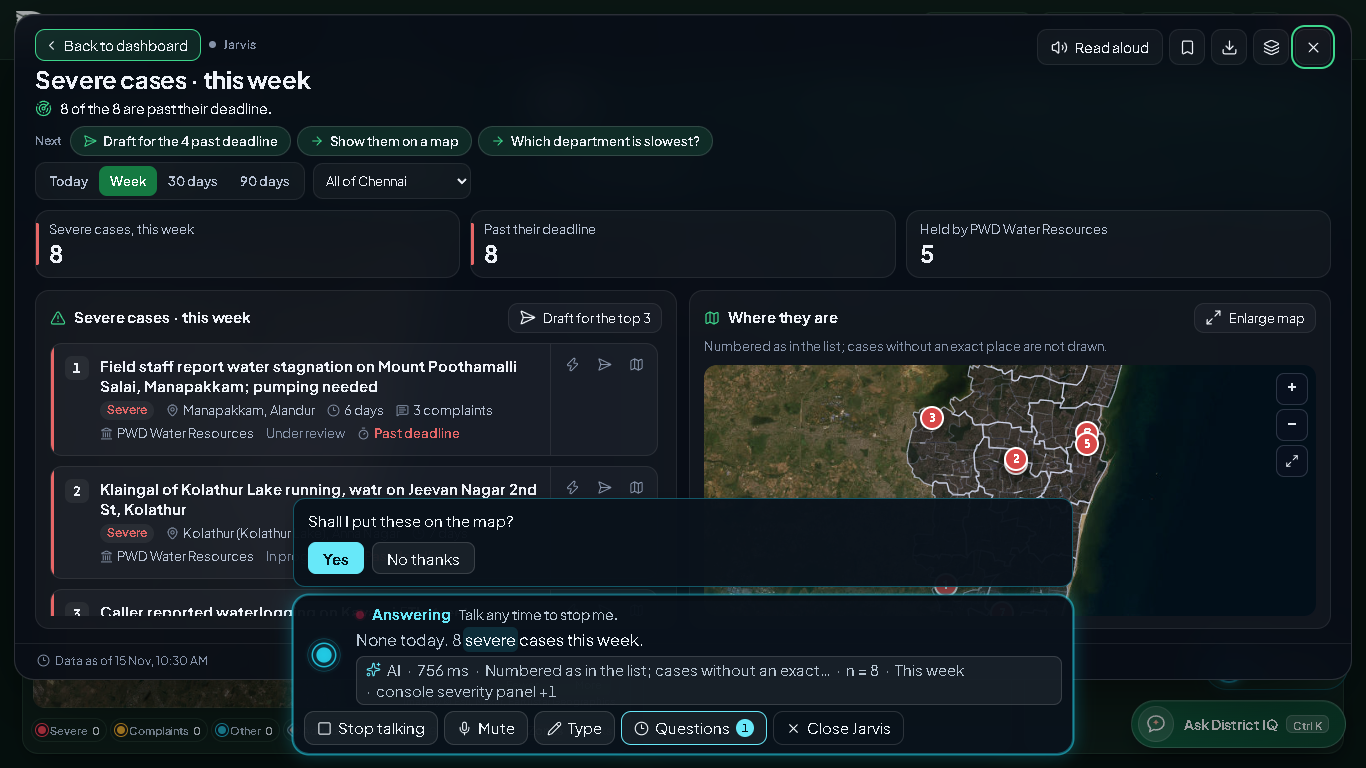 Back to dashboard
Jarvis
Read aloud
Severe cases · this week
8 of the 8 are past their deadline.
Next
Draft for the 4 past deadline
Show them on a map
Which department is slowest?
Today
Week
30 days
90 days
All of Chennai
Severe cases, this week
8
Past their deadline
8
Held by PWD Water Resources
5
Severe cases · this week
Draft for the top 3
1
Field staff report water stagnation on Mount Poothamalli
Salai, Manapakkam; pumping needed
Severe
Manapakkam, Alandur
6 days
3 complaints
PWD Water Resources
Under review
Past deadline
2
Klaingal of Kolathur Lake running, watr on Jeevan Nagar 2nd
St, Kolathur
Severe
Kolathur (Kolathur
PWD Water Resources
3
Caller reported waterlogging on
Where they are
Enlarge map
Numbered as in the list; cases without an exact place are not drawn.
3
5
2
+
−
Shall I put these on the map?
Yes
No thanks
Answering Talk any time to stop me.
None today. 8 severe cases this week.
AI · 756 ms · Numbered as in the list; cases without an exact… · n = 8 · This week
· console severity panel +1
Stop talking
Mute
Type
Questions 1
Close Jarvis
Data as of 15 Nov, 10:30 AM
Severe 0
Complaints 0
Other 0
Ask District IQ
Ctrl K